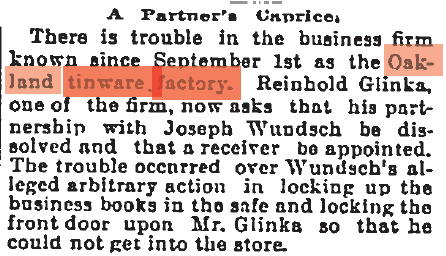 A Partner's Caprice.
There is trouble in the business firm
known since September 1st as the Oak-
land tinware factory. Reinhold Glinka,
one of the firm, now asks that his part-
nership with Joseph Wundsch be dis-
solved and that a receiver be appointed.
The trouble occurred over Wundsch's al-
leged arbitrary action in locking up the
business books in the safe and locking the
front door upon Mr. Glinka so that he
could not get into the store.